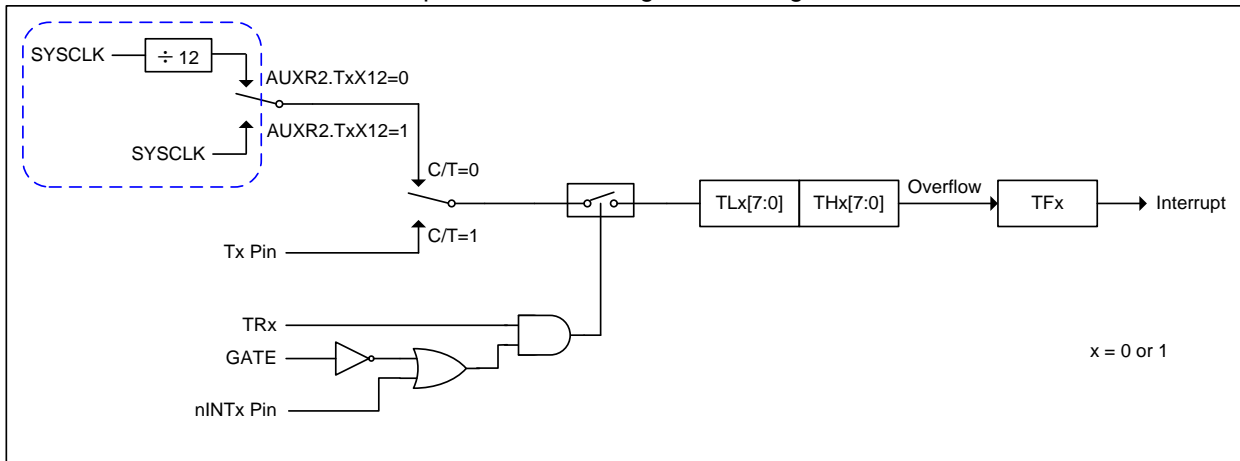 SYSCLK
÷ 12
AUXR2.TxX12=0
AUXR2.TxX12=1
SYSCLK
C/T=0
C/T=1
Tx Pin
TLx[7:0]
THx[7:0]
Overflow
TFx
Interrupt
TRx
GATE
nINTx Pin
x = 0 or 1